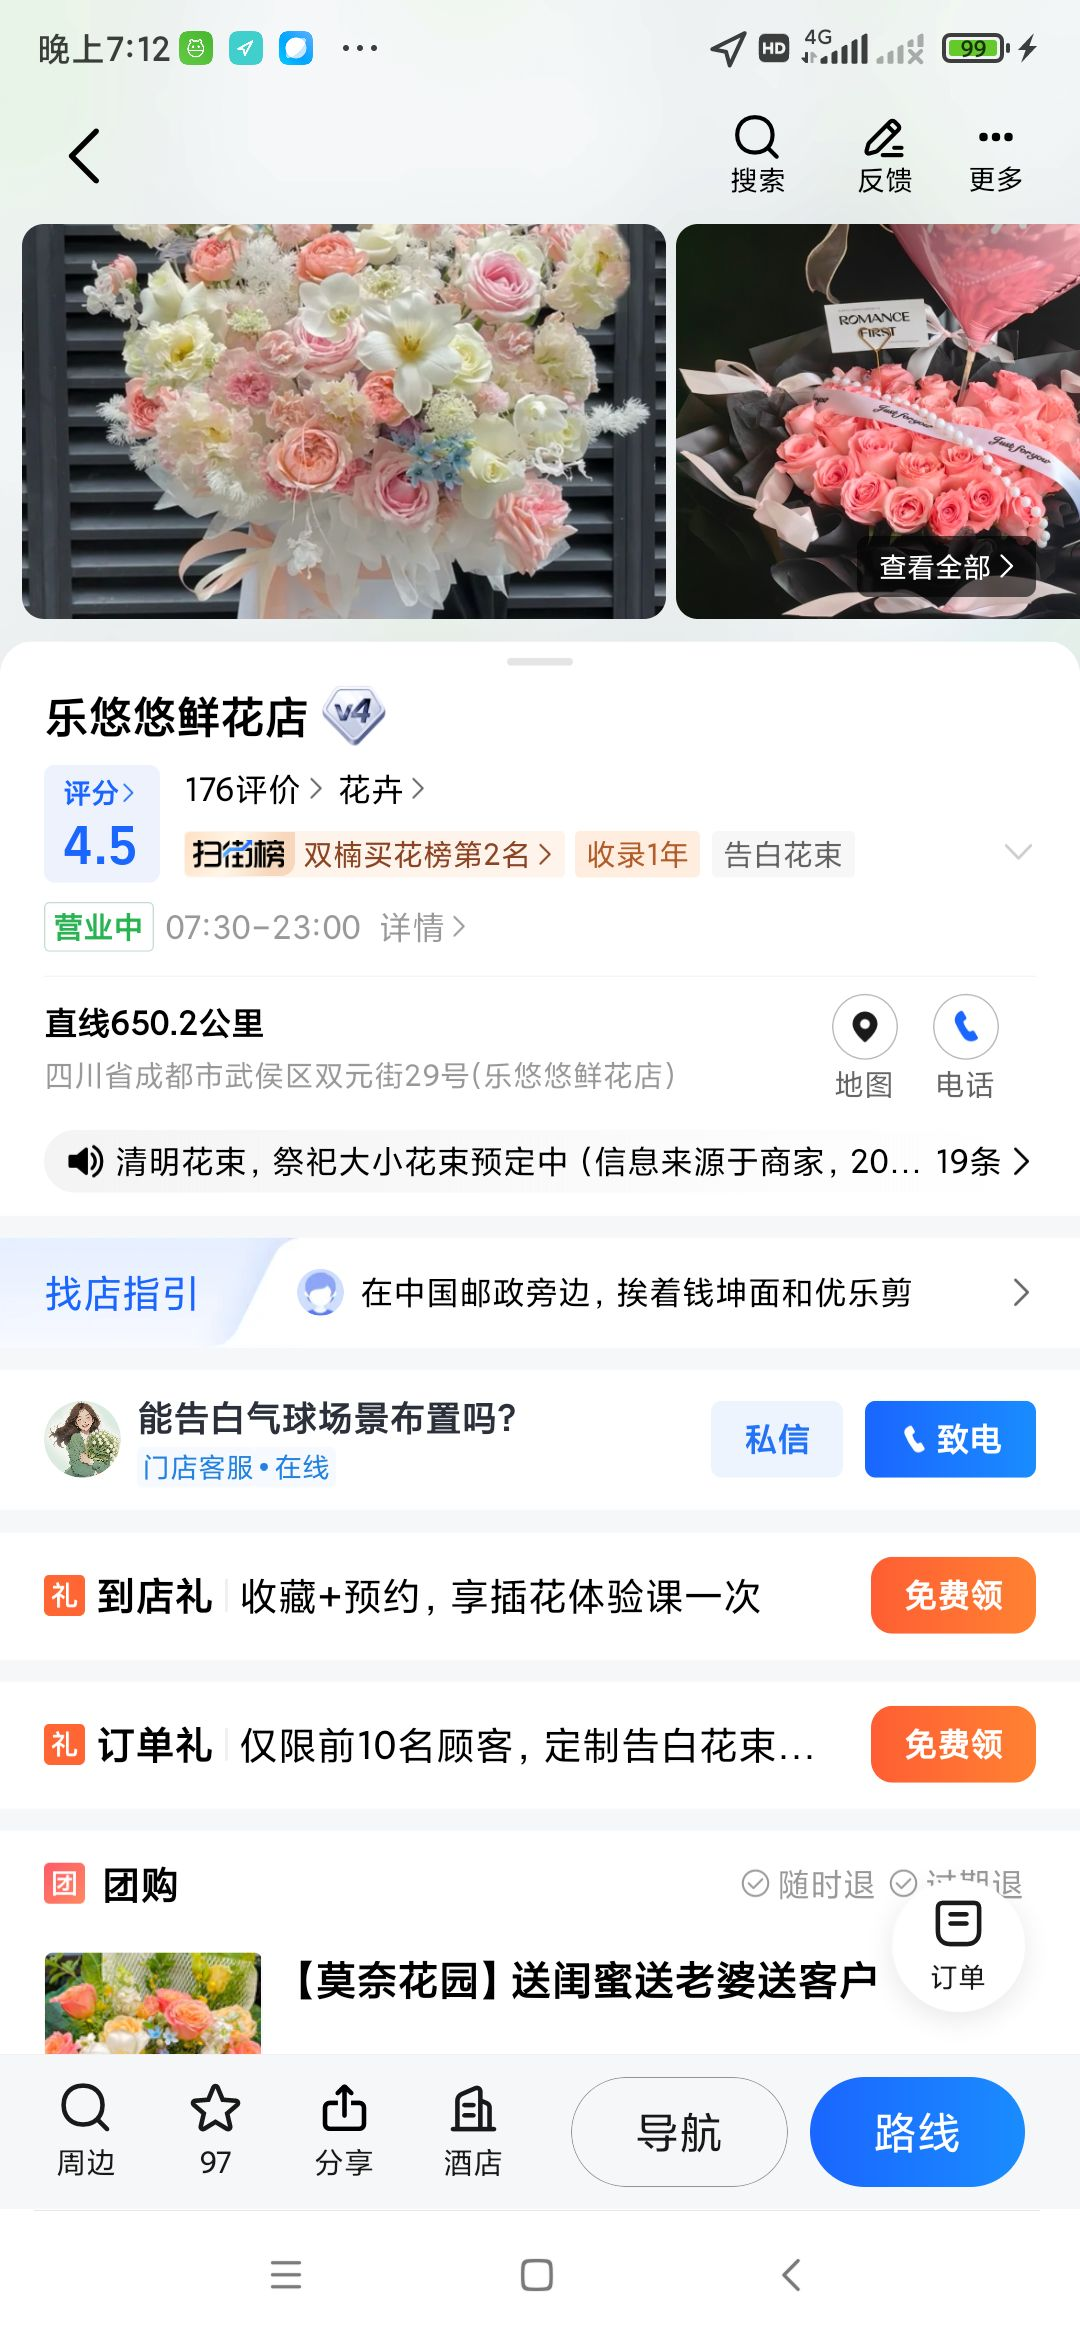 晚上7:12
HD 4G 99
搜索 反馈 更多
ROMANCE
FIRST
Just for you
Just for you
查看全部
乐悠悠鲜花店 v4
评分 176评价 花卉
4.5 扫街榜 双楠买花榜第2名 收录1年 告白花束
营业中 07:30-23:00 详情
直线650.2公里
四川省成都市武侯区双元街29号(乐悠悠鲜花店)
地图 电话
清明花束,祭祀大小花束预定中(信息来源于商家,20... 19条
找店指引 在中国邮政旁边,挨着钱坤面和优乐剪
能告白气球场景布置吗?
门店客服•在线
私信 致电
礼 到店礼 收藏+预约,享插花体验课一次 免费领
礼 订单礼 仅限前10名顾客,定制告白花束... 免费领
团 团购 随时退 过期退
【莫奈花园】送闺蜜送老婆送客户
订单
周边 97 分享 酒店 导航 路线